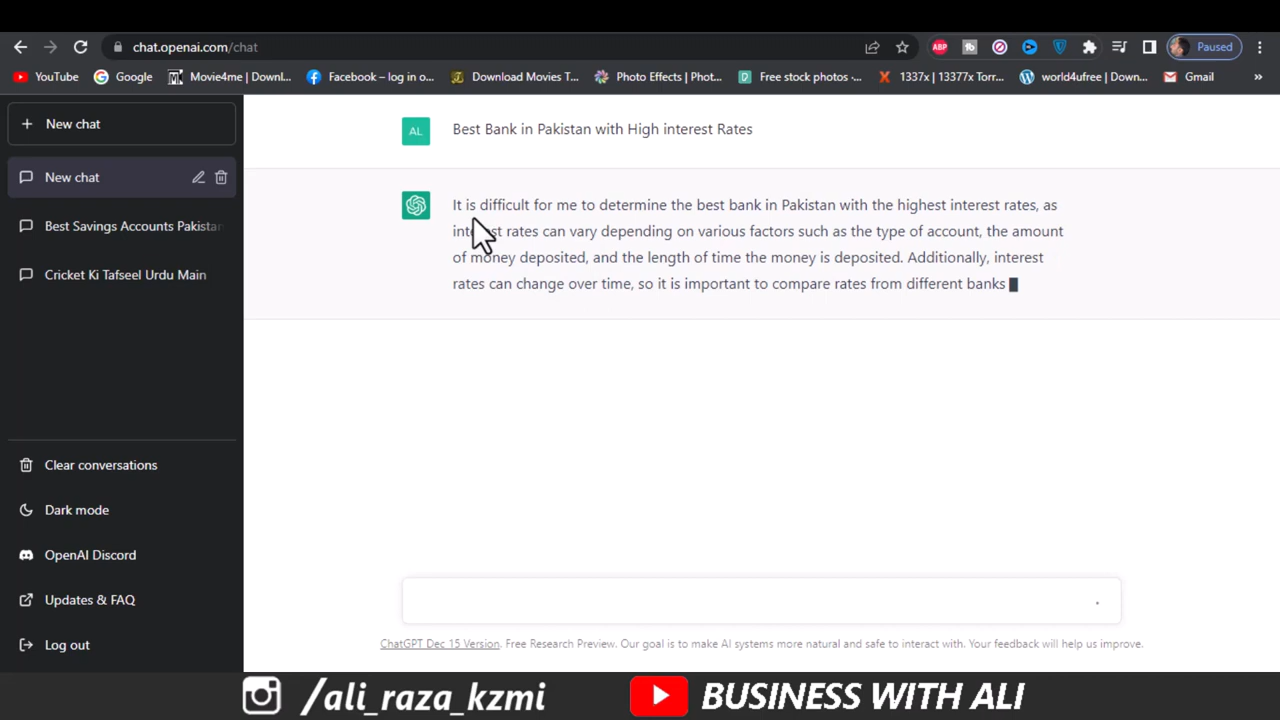 chat.openai.com/chat
ABP
Paused
YouTube
Google
Movie4me | Downl...
Facebook – log in o...
Download Movies T...
Photo Effects | Phot...
Free stock photos -...
1337x | 13377x Torr...
world4ufree | Down...
Gmail
»
+ New chat
New chat
Best Savings Accounts Pakistan
Cricket Ki Tafseel Urdu Main
Clear conversations
Dark mode
OpenAI Discord
Updates & FAQ
Log out
AL
Best Bank in Pakistan with High interest Rates
It is difficult for me to determine the best bank in Pakistan with the highest interest rates, as
interest rates can vary depending on various factors such as the type of account, the amount
of money deposited, and the length of time the money is deposited. Additionally, interest
rates can change over time, so it is important to compare rates from different banks
ChatGPT Dec 15 Version. Free Research Preview. Our goal is to make AI systems more natural and safe to interact with. Your feedback will help us improve.
/ali_raza_kzmi
BUSINESS WITH ALI